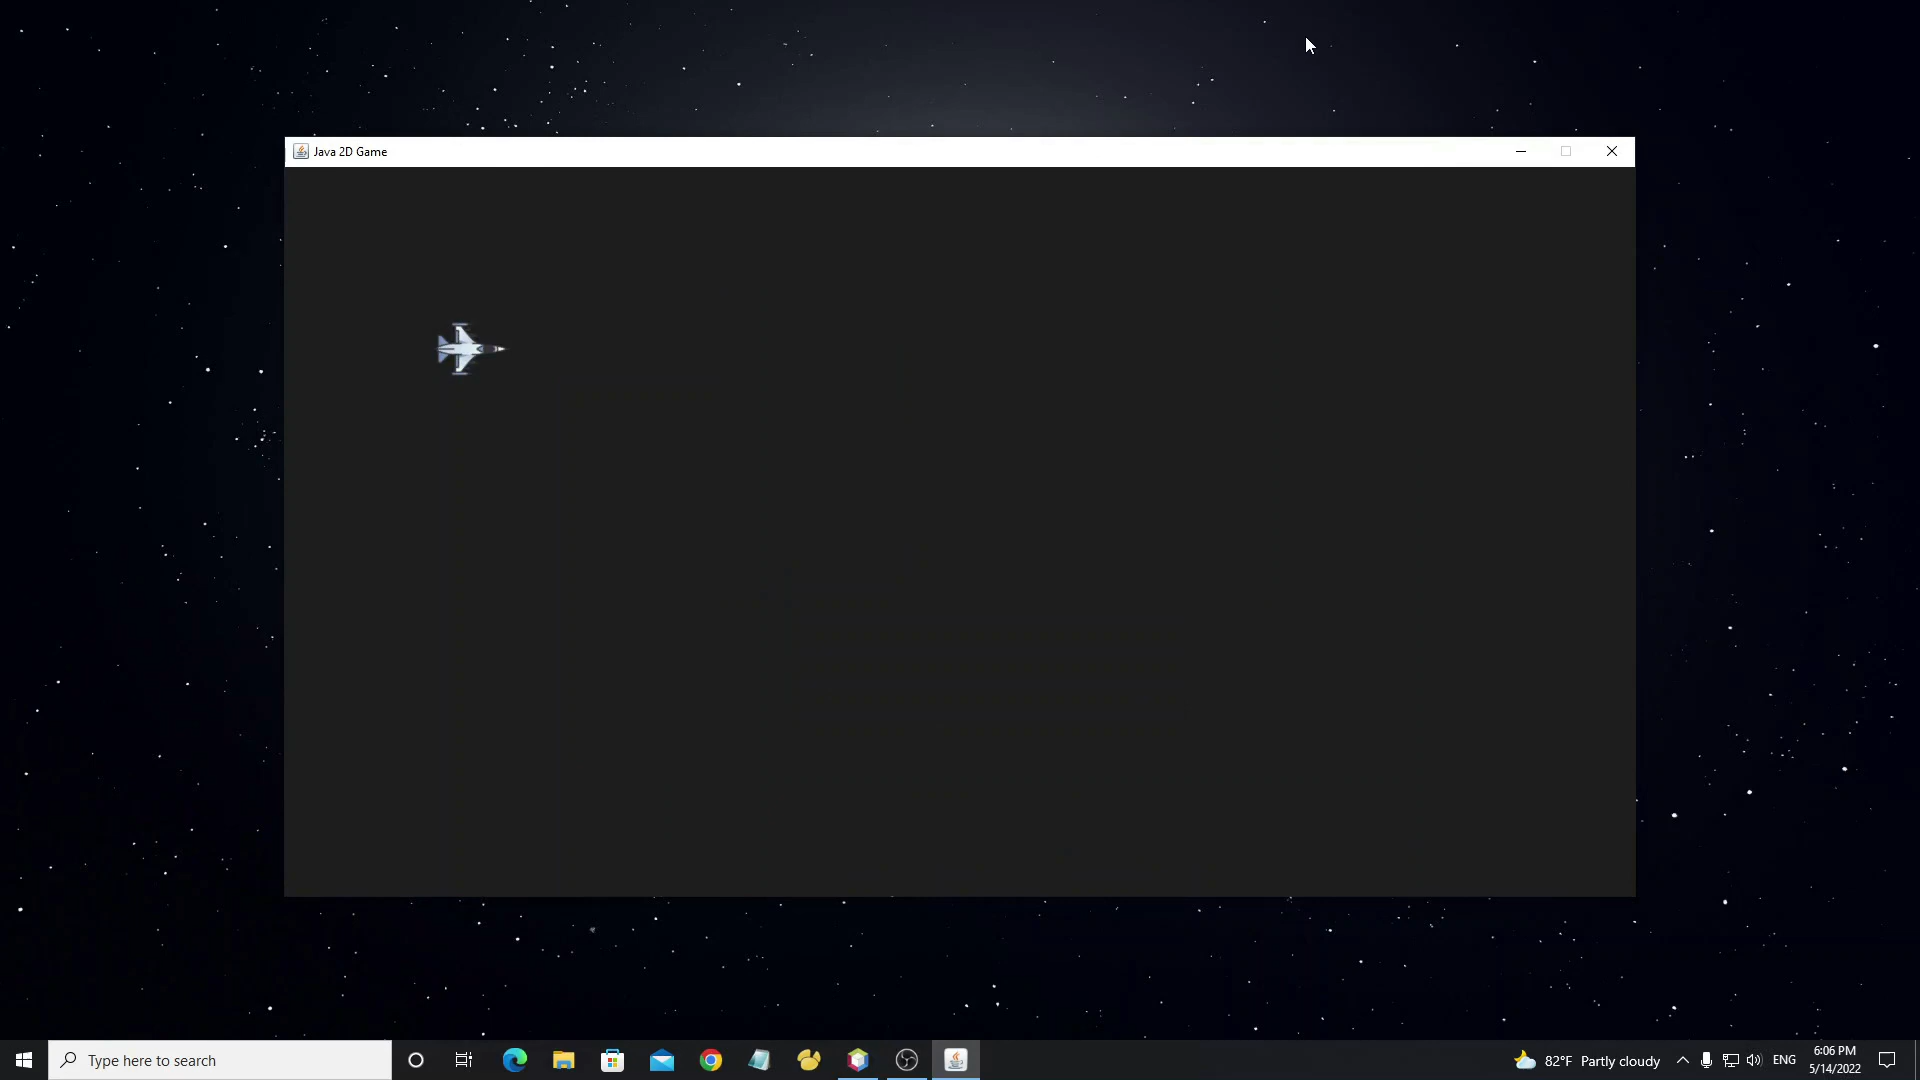 Java 2D Game
Type here to search
82°F Partly cloudy
ENG
6:06 PM
5/14/2022